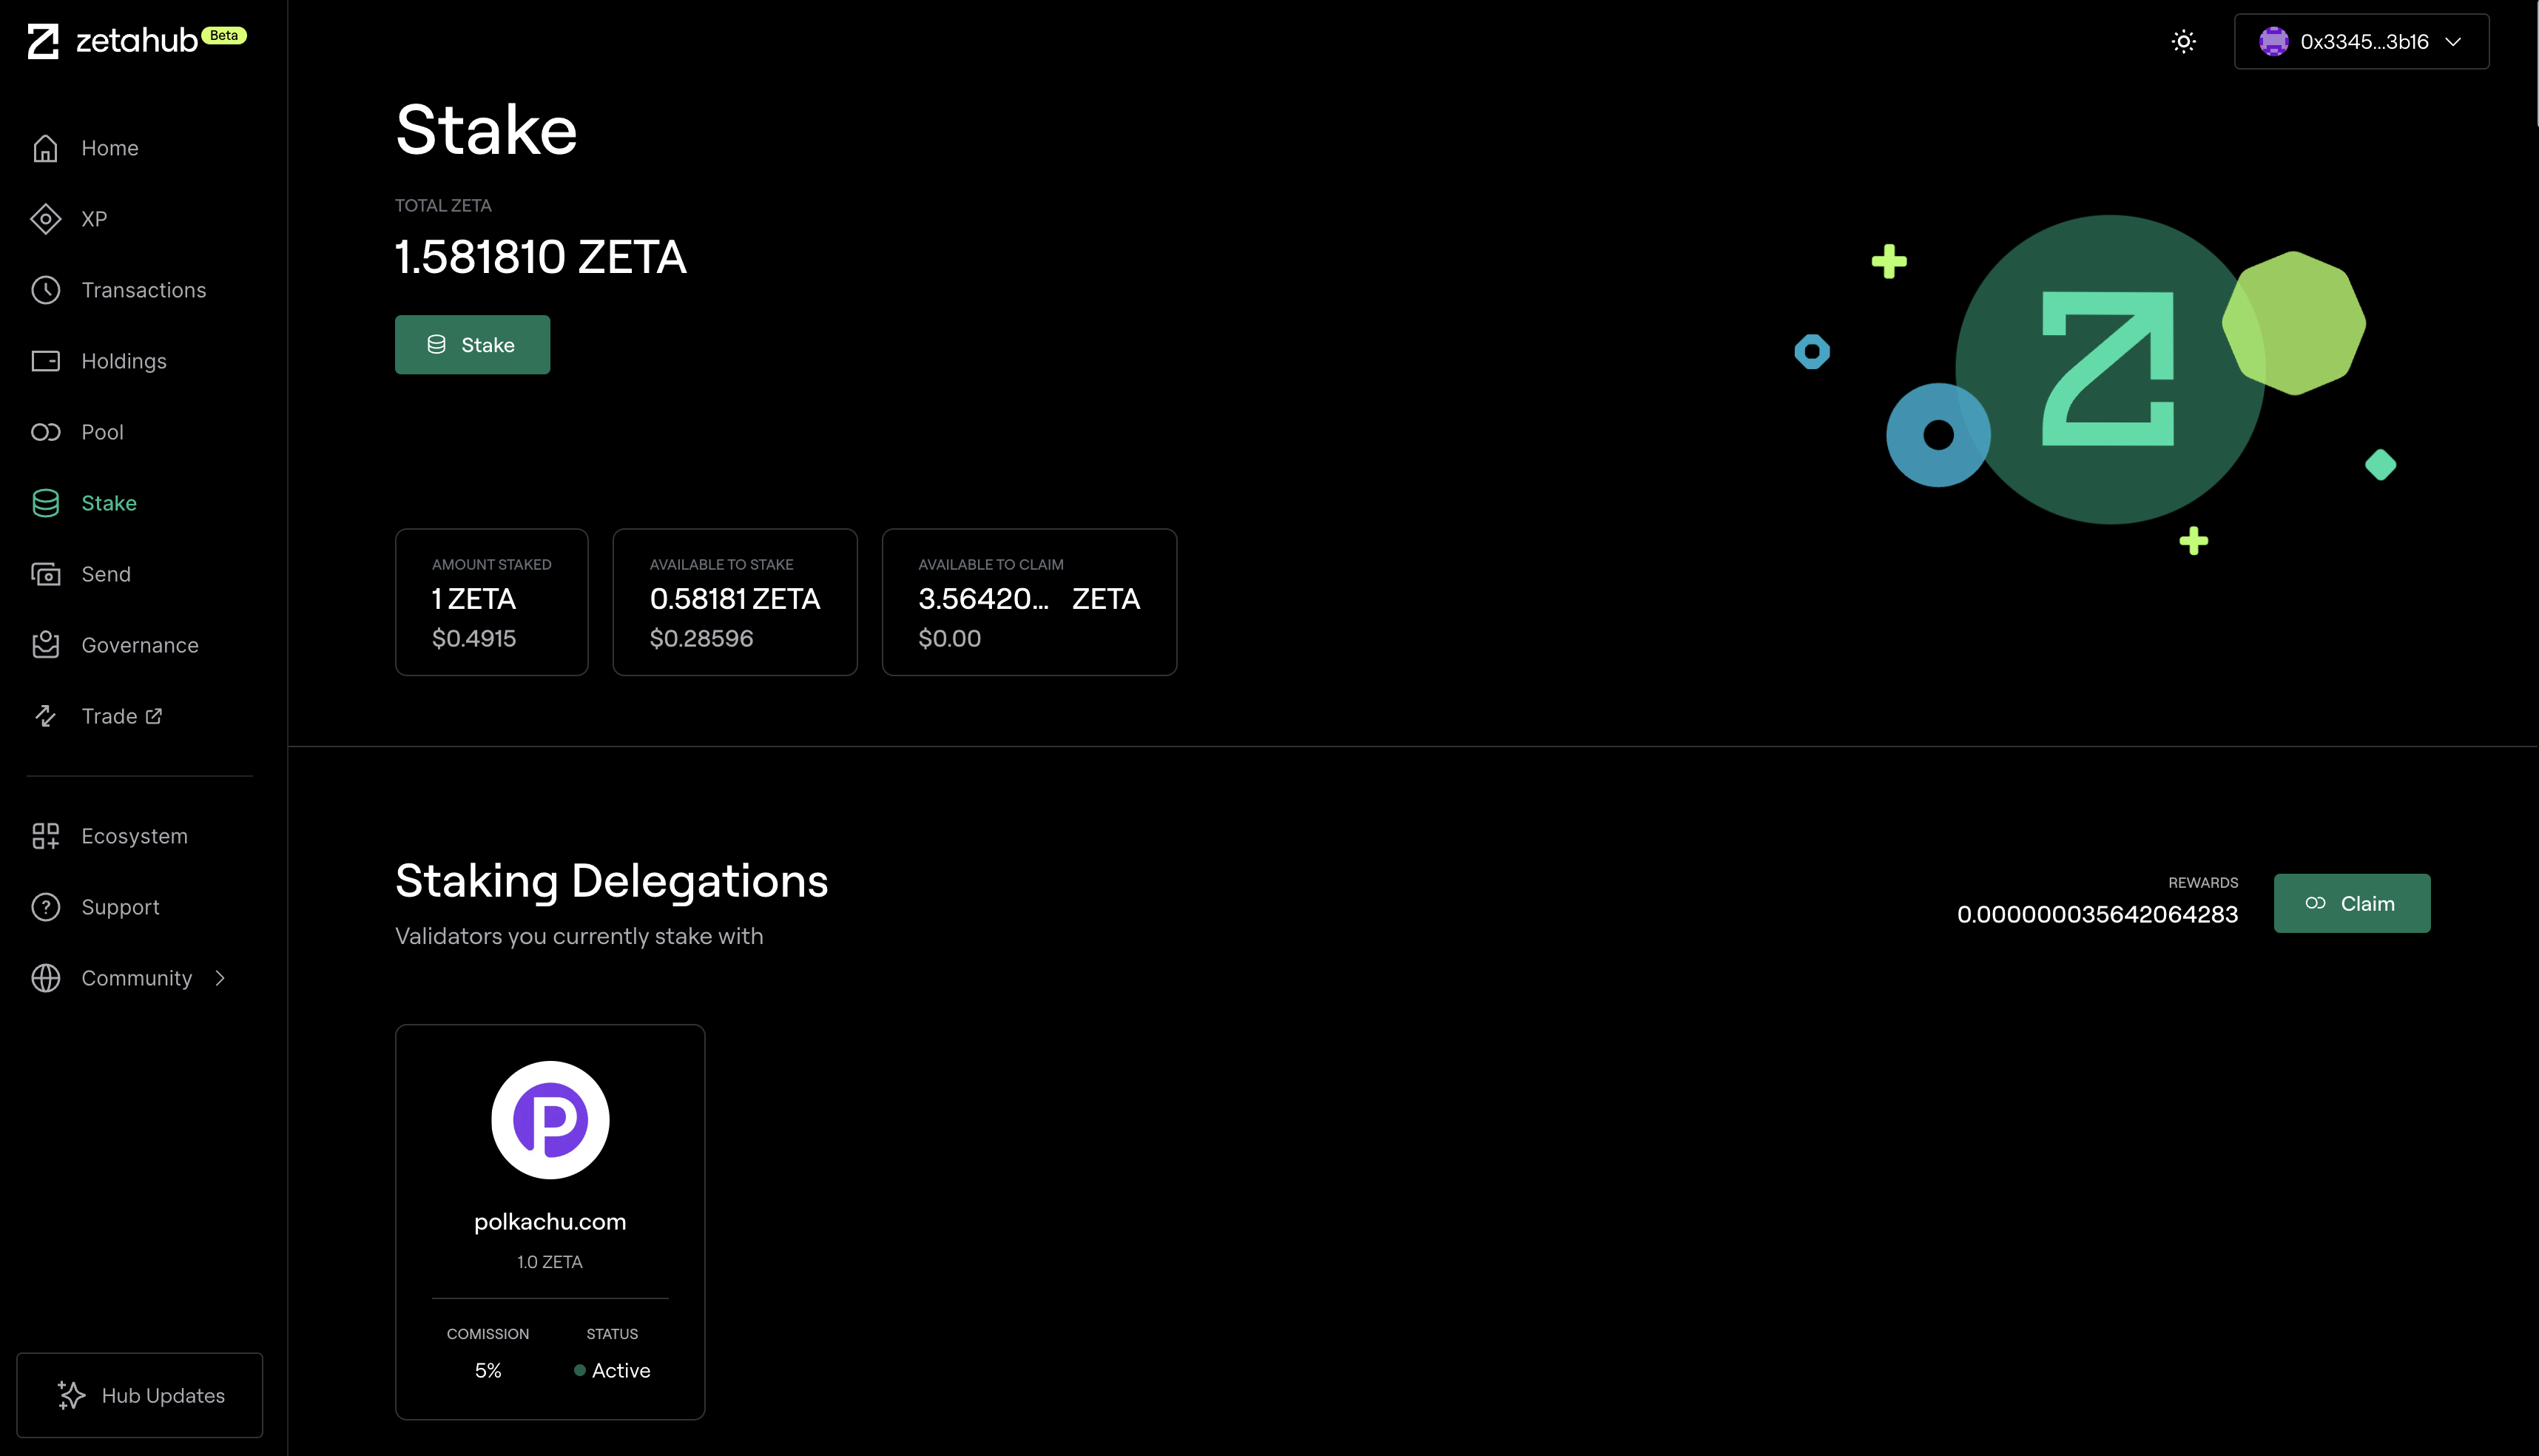 zetahub Beta
0x3345...3b16
Home
XP
Transactions
Holdings
Pool
Stake
Send
Governance
Trade
Ecosystem
Support
Community
Hub Updates
Stake
TOTAL ZETA
1.581810 ZETA
Stake
AMOUNT STAKED
1 ZETA
$0.4915
AVAILABLE TO STAKE
0.58181 ZETA
$0.28596
AVAILABLE TO CLAIM
3.56420... ZETA
$0.00
Staking Delegations
Validators you currently stake with
REWARDS
0.000000035642064283
Claim
polkachu.com
1.0 ZETA
COMISSION
5%
STATUS
Active